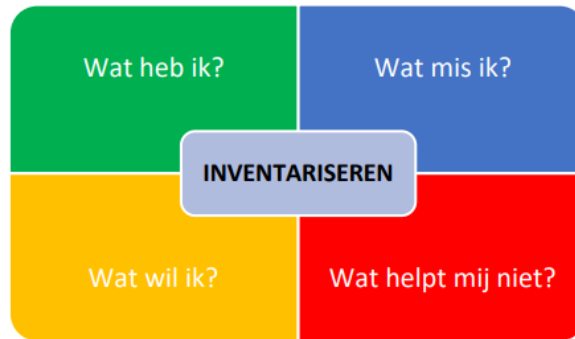 Wat heb ik?
Wat mis ik?
INVENTARISEREN
Wat wil ik?
Wat helpt mij niet?